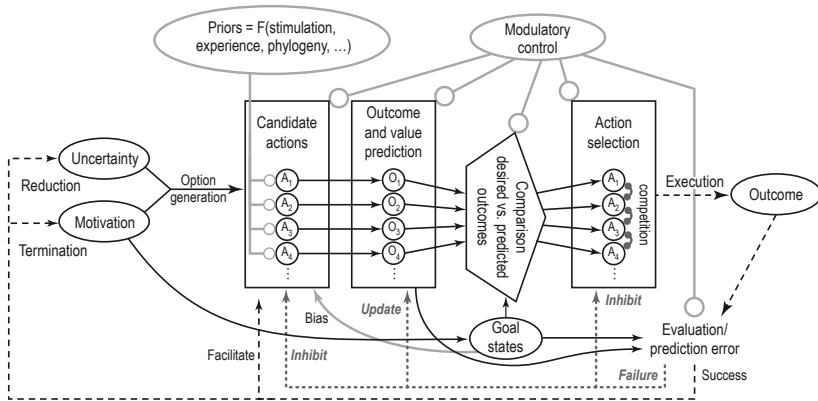 Priors = F(stimulation,
experience, phylogeny, ...)
Modulatory
control
Candidate
actions
Outcome
and value
prediction
Action
selection
Uncertainty
Reduction
Motivation
Termination
Option
generation
A1
A2
A3
A4
...
O1
O2
O3
O4
...
Comparison
desired vs. predicted
outcomes
A1
A2
A3
A4
...
competition
Execution
Outcome
Bias
Update
Inhibit
Goal
states
Evaluation/
prediction error
Facilitate
Inhibit
Failure
Success